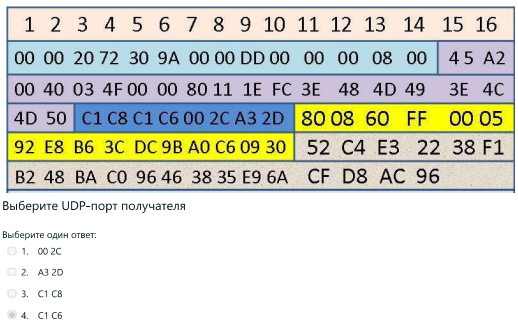 1 2 3 4 5 6 7 8 9 10 11 12 13 14 15 16
00 00 20 72 30 9A 00 00 DD 00 00 00 08 00 4 5 A2
00 40 03 4F 00 00 80 11 1E FC 3E 48 4D 49 3E 4C
4D 50 C1 C8 C1 C6 00 2C A3 2D 80 08 60 FF 00 05
92 E8 B6 3C DC 9B A0 C6 09 30 52 C4 E3 22 38 F1
B2 48 BA C0 96 46 38 35 E9 6A CF D8 AC 96
Выберите UDP-порт получателя
Выберите один ответ:
1. 00 2C
2. A3 2D
3. C1 C8
4. C1 C6